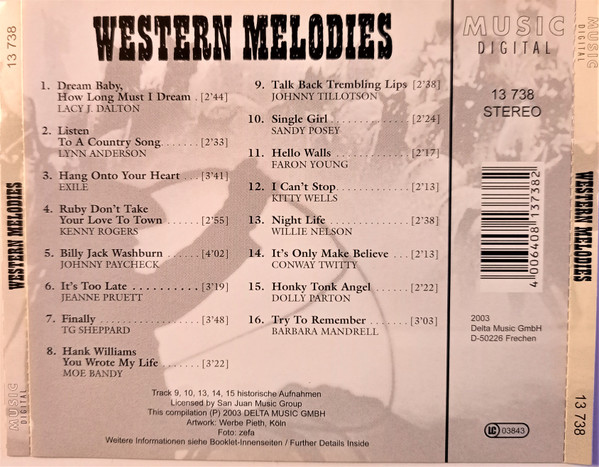 WESTERN MELODIES
1. Dream Baby,
How Long Must I Dream . [2'44]
LACY J. DALTON
2. Listen
To A Country Song....... [2'33]
LYNN ANDERSON
3. Hang Onto Your Heart ... [3'41]
EXILE
4. Ruby Don't Take
Your Love To Town ...... [2'55]
KENNY ROGERS
5. Billy Jack Washburn ...... [4'02]
JOHNNY PAYCHECK
6. It's Too Late .......... [3'19]
JEANNE PRUETT
7. Finally ............... [3'48]
TG SHEPPARD
8. Hank Williams
You Wrote My Life ....... [3'22]
MOE BANDY
9. Talk Back Trembling Lips [2'38]
JOHNNY TILLOTSON
10. Single Girl ............. [2'24]
SANDY POSEY
11. Hello Walls ............ [2'17]
FARON YOUNG
12. I Can't Stop............ [2'13]
KITTY WELLS
13. Night Life ............. [2'38]
WILLIE NELSON
14. It's Only Make Believe .. [2'13]
CONWAY TWITTY
15. Honky Tonk Angel ...... [2'22]
DOLLY PARTON
16. Try To Remember ....... [3'03]
BARBARA MANDRELL
Track 9, 10, 13, 14, 15 historische Aufnahmen
Licensed by San Juan Music Group
This compilation (P) 2003 DELTA MUSIC GMBH
Artwork: Werbe Pieth, Köln
Foto: zefa
Weitere Informationen siehe Booklet-Innenseiten / Further Details Inside
MUSIC
DIGITAL
13 738
STEREO
4 006408 137382
2003
Delta Music GmbH
D-50226 Frechen
LC 03843
13 738
WESTERN MELODIES
MUSIC
DIGITAL
MUSIC
DIGITAL
WESTERN MELODIES
13 738